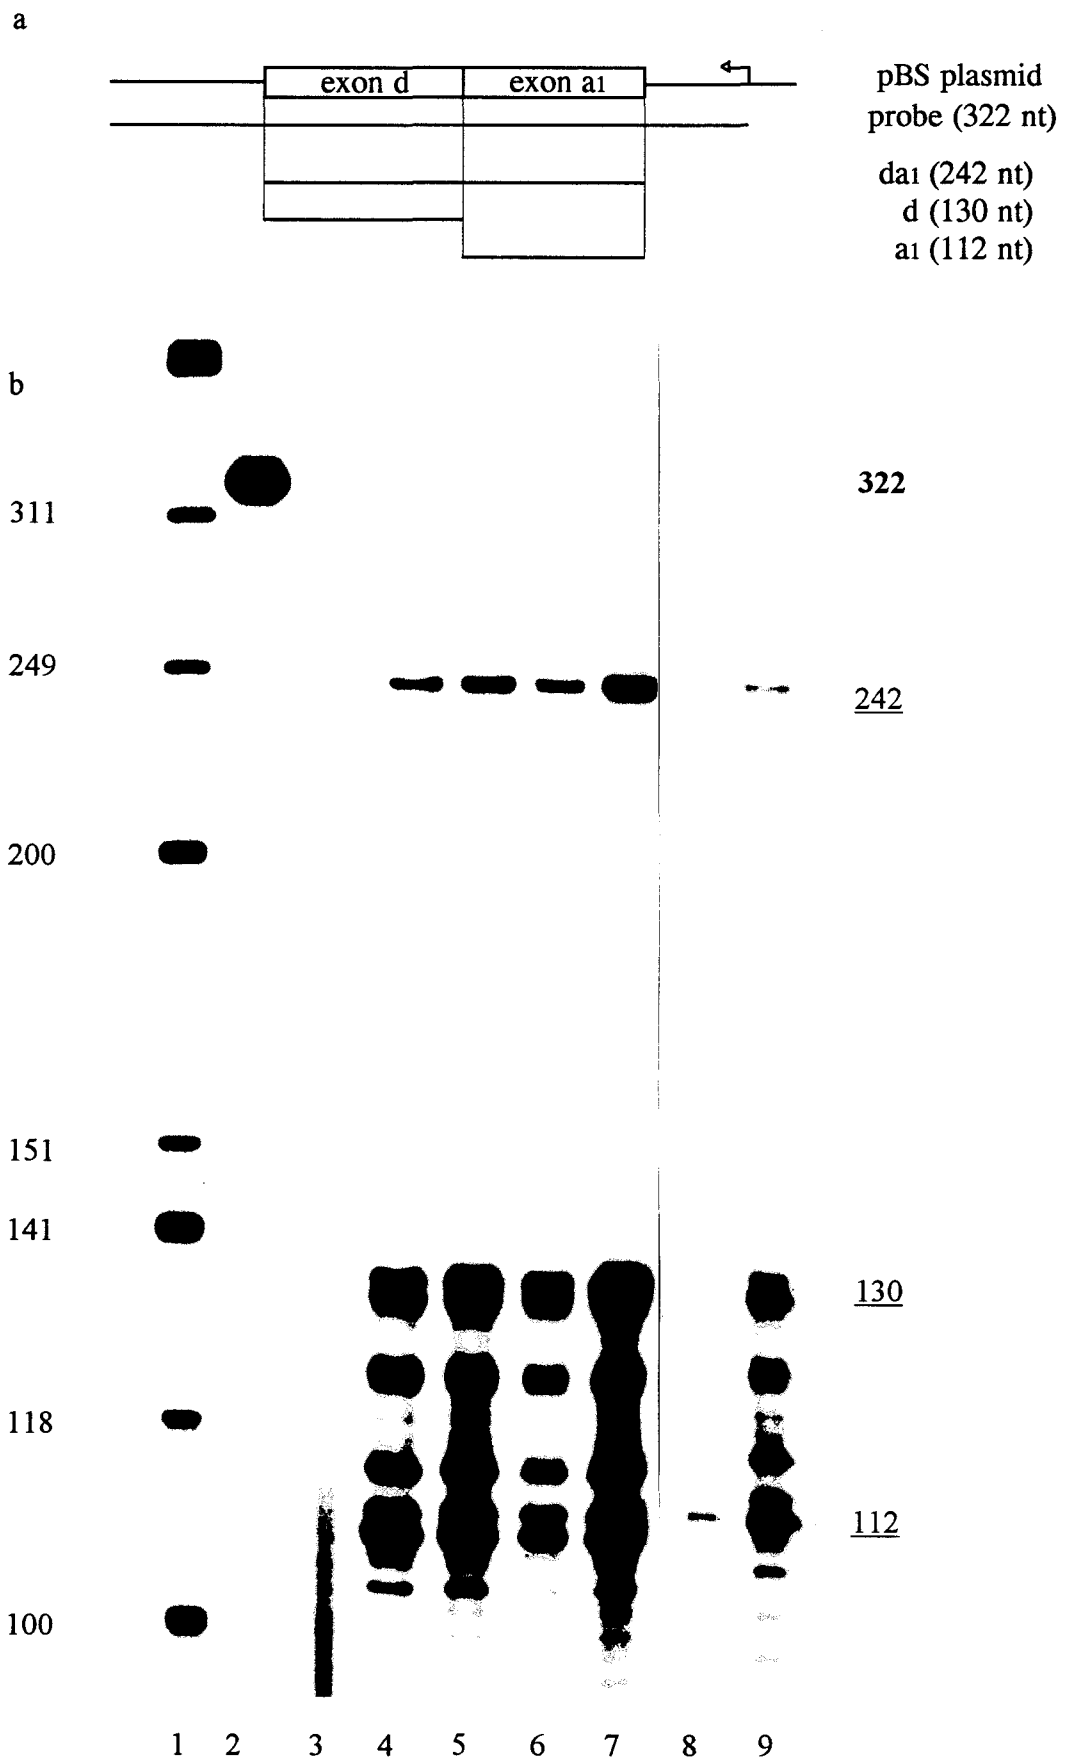 a
exon d exon a1 pBS plasmid
probe (322 nt)
da1 (242 nt)
d (130 nt)
a1 (112 nt)
b
322
311
249
242
200
151
141
130
118
112
100
1 2 3 4 5 6 7 8 9